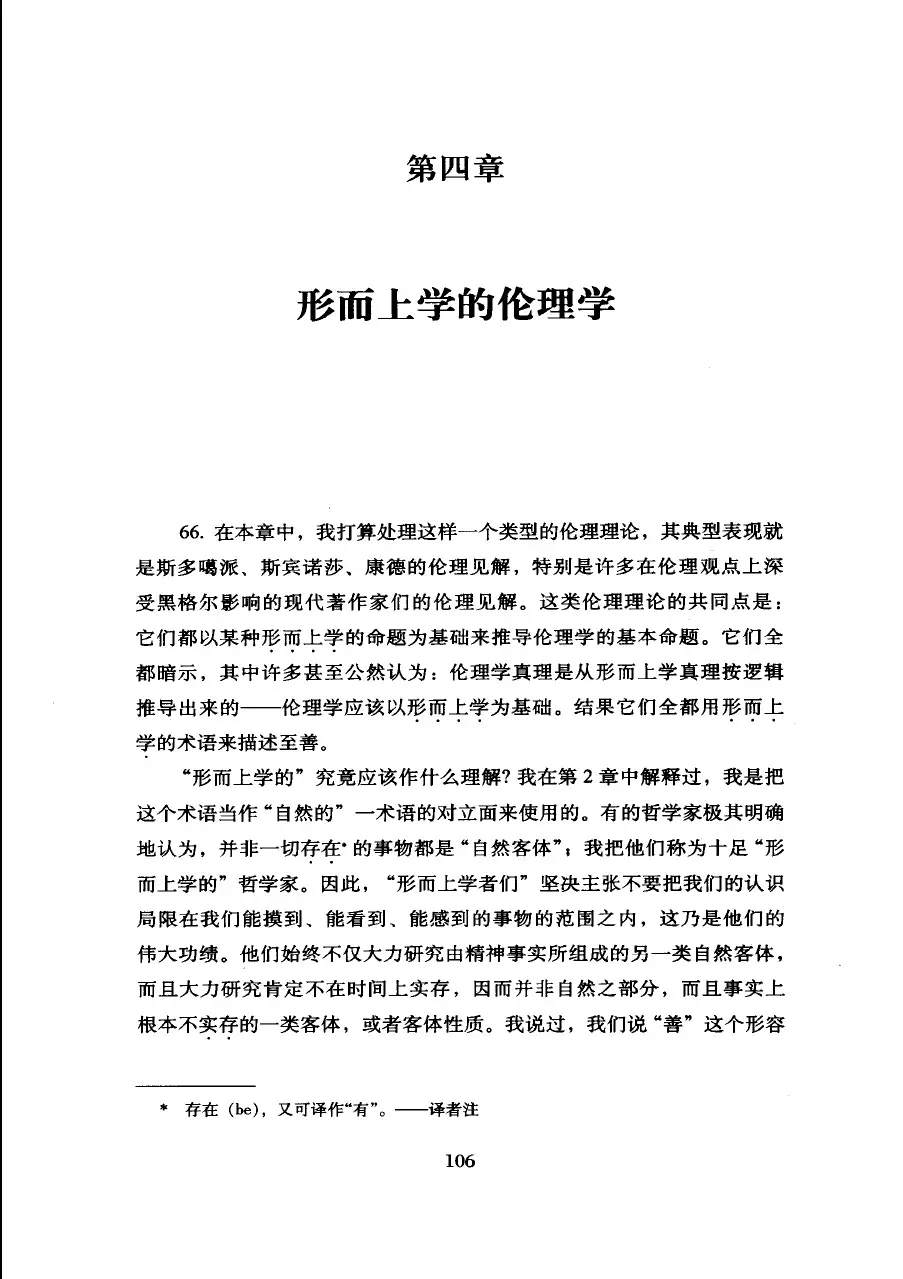 第四章
形而上学的伦理学
66. 在本章中，我打算处理这样一个类型的伦理理论，其典型表现就
是斯多噶派、斯宾诺莎、康德的伦理见解，特别是许多在伦理观点上深
受黑格尔影响的现代著作家们的伦理见解。这类伦理理论的共同点是：
它们都以某种形而上学的命题为基础来推导伦理学的基本命题。它们全
都暗示，其中许多甚至公然认为：伦理学真理是从形而上学真理按逻辑
推导出来的——伦理学应该以形而上学为基础。结果它们全都用形而上
学的术语来描述至善。
“形而上学的”究竟应该作什么理解？我在第2章中解释过，我是把
这个术语当作“自然的”一术语的对立面来使用的。有的哲学家极其明确
地认为，并非一切存在*的事物都是“自然客体”；我把他们称为十足“形
而上学的”哲学家。因此，“形而上学者们”坚决主张不要把我们的认识
局限在我们能摸到、能看到、能感到的事物的范围之内，这乃是他们的
伟大功绩。他们始终不仅大力研究由精神事实所组成的另一类自然客体，
而且大力研究肯定不在时间上实存，因而并非自然之部分，而且事实上
根本不实存的一类客体，或者客体性质。我说过，我们说“善”这个形容
* 存在（be），又可译作“有”。——译者注
106